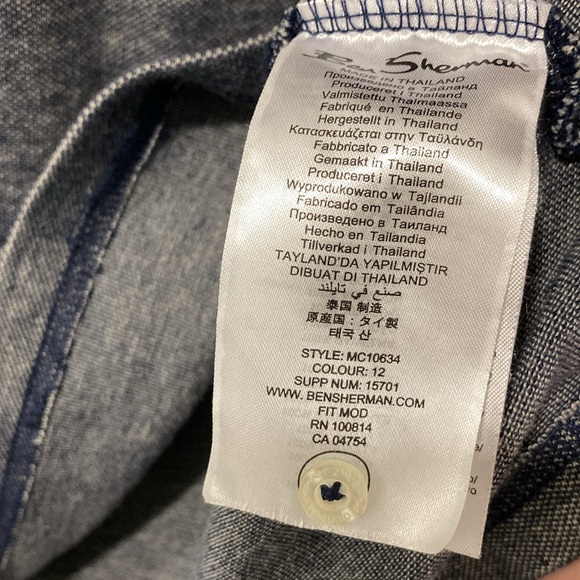 Ben Sherman
MADE IN THAILAND
Произведено в Тайланд
Produceret i Thailand
Valmistettu Thaimaassa
Fabriqué en Thailande
Hergestellt in Thailand
Κατασκευάζεται στην Ταϋλάνδη
Fabbricato a Thailand
Gemaakt in Thailand
Produceret i Thailand
Wyprodukowano w Tajlandii
Fabricado em Tailândia
Произведено в Таиланд
Hecho en Tailandia
Tillverkad i Thailand
TAYLAND'DA YAPILMIŞTIR
DIBUAT DI THAILAND
صنع في تايلند
泰国 制造
原産国：タイ製
태국 산
STYLE: MC10634
COLOUR: 12
SUPP NUM: 15701
WWW.BENSHERMAN.COM
FIT MOD
RN 100814
CA 04754